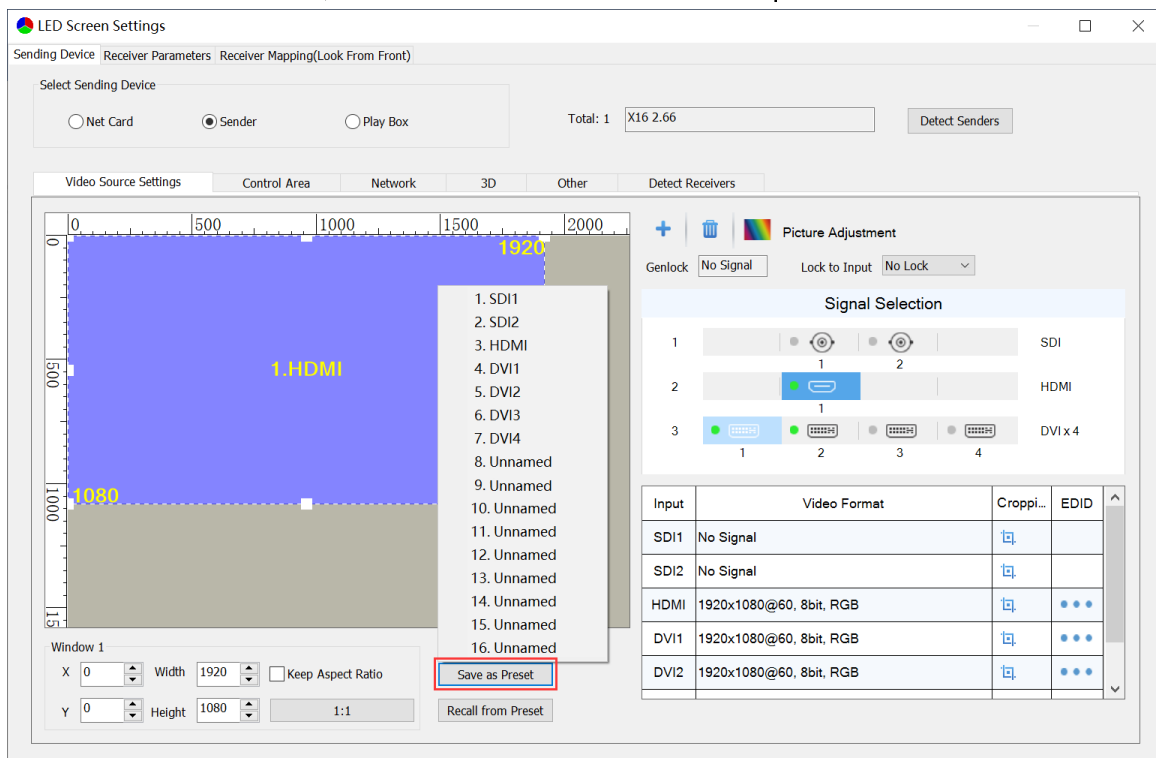 LED Screen Settings
Sending Device Receiver Parameters Receiver Mapping(Look From Front)
Select Sending Device
Net Card Sender Play Box
Total: 1 X16 2.66 Detect Senders
Video Source Settings Control Area Network 3D Other Detect Receivers
0 500 1000 1500 2000
0 500 1000 15
1920
1.HDMI
1080
1. SDI1
2. SDI2
3. HDMI
4. DVI1
5. DVI2
6. DVI3
7. DVI4
8. Unnamed
9. Unnamed
10. Unnamed
11. Unnamed
12. Unnamed
13. Unnamed
14. Unnamed
15. Unnamed
16. Unnamed
Window 1
X 0 Width 1920 Keep Aspect Ratio Save as Preset
Y 0 Height 1080 1:1 Recall from Preset
Picture Adjustment
Genlock No Signal Lock to Input No Lock
Signal Selection
1 SDI
1 2
2 HDMI
1
3 DVI x 4
1 2 3 4
Input Video Format Croppi... EDID
SDI1 No Signal
SDI2 No Signal
HDMI 1920x1080@60, 8bit, RGB
DVI1 1920x1080@60, 8bit, RGB
DVI2 1920x1080@60, 8bit, RGB